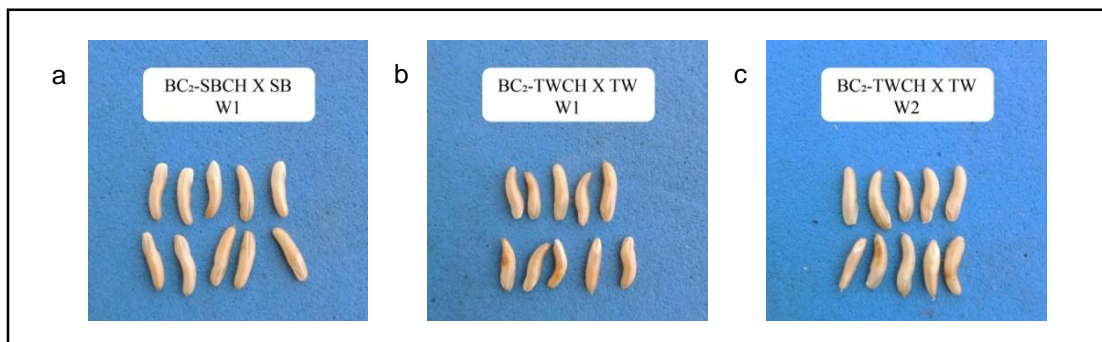 a
BC₂-SBCH X SB
W1
b
BC₂-TWCH X TW
W1
c
BC₂-TWCH X TW
W2